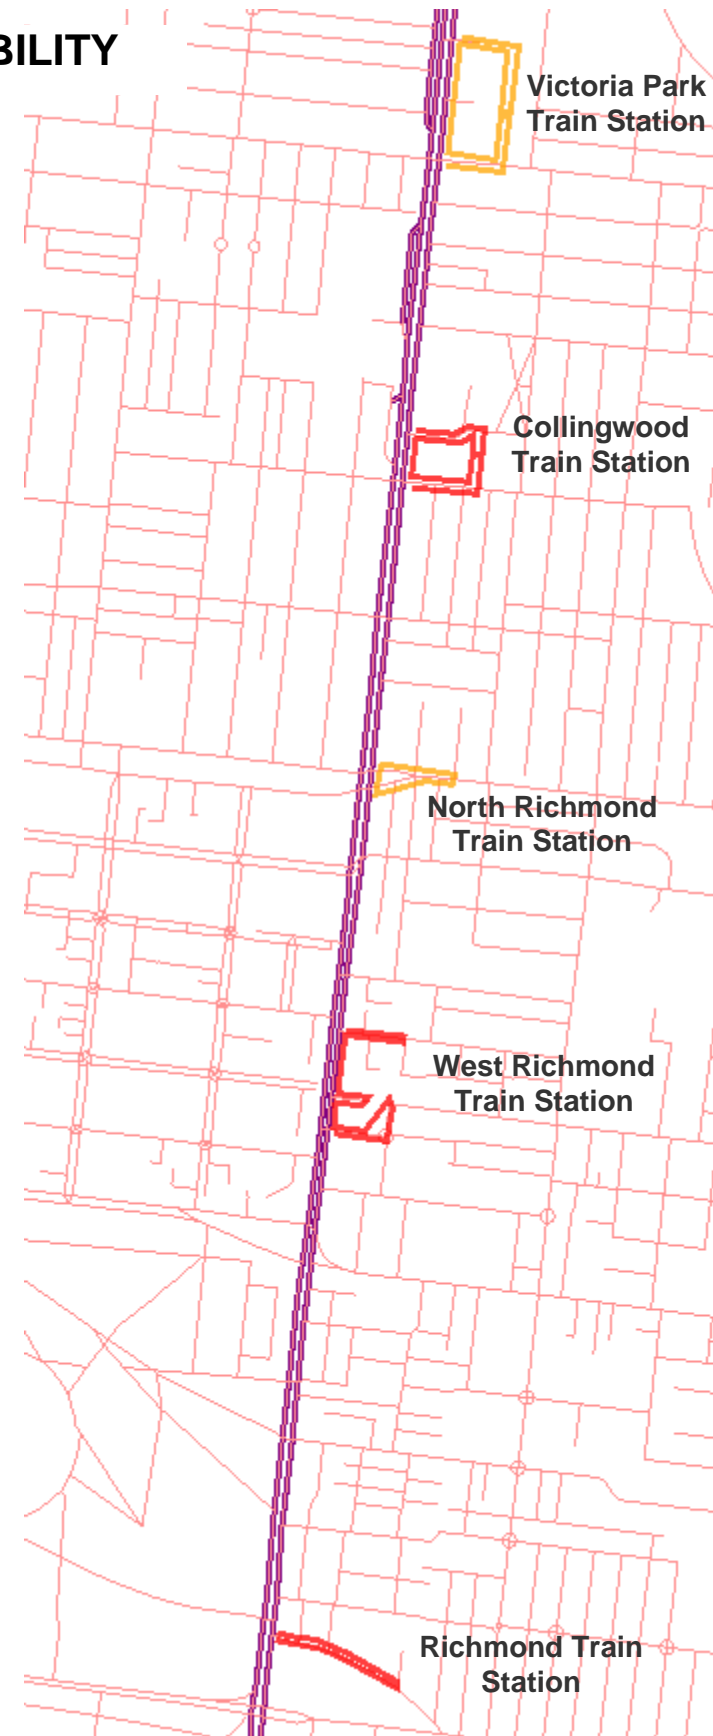 BILITY
Victoria Park
Train Station
Collingwood
Train Station
North Richmond
Train Station
West Richmond
Train Station
Richmond Train
Station